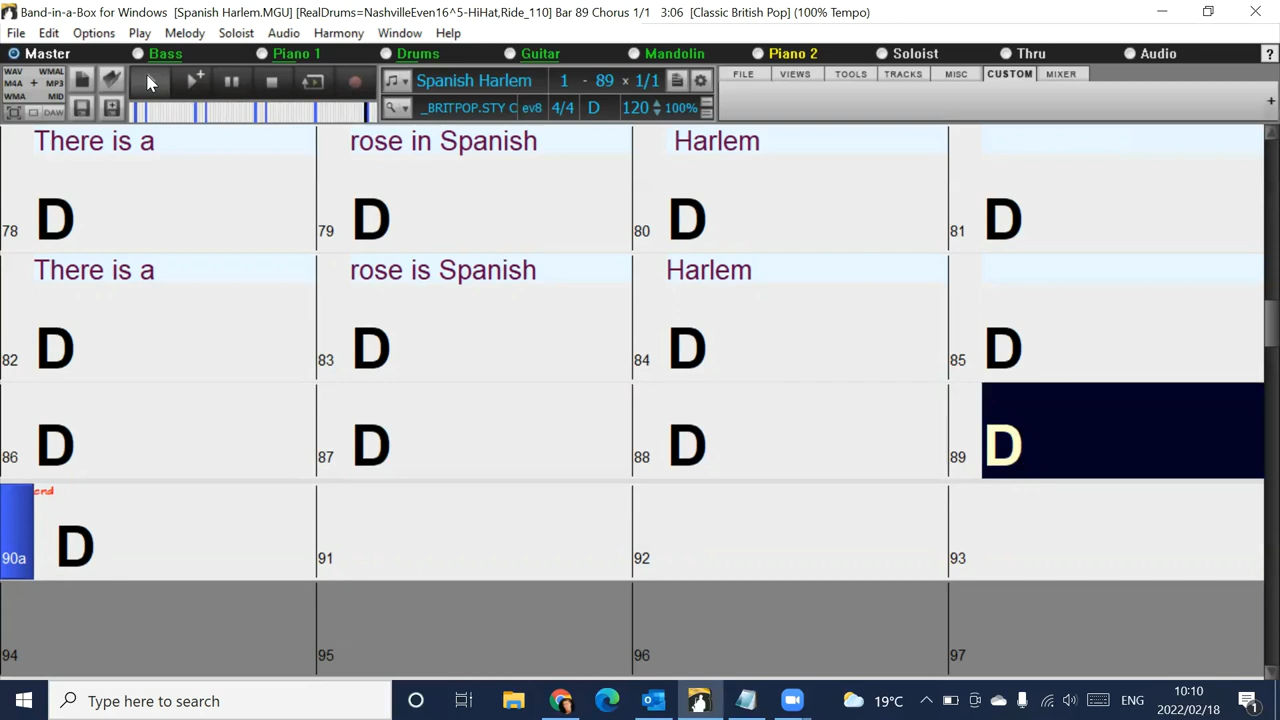 Band-in-a-Box for Windows [Spanish Harlem.MGU] [RealDrums=NashvilleEven16^5-HiHat,Ride_110] Bar 89 Chorus 1/1 3:06 [Classic British Pop] (100% Tempo)
File Edit Options Play Melody Soloist Audio Harmony Window Help
Master Bass Piano 1 Drums Guitar Mandolin Piano 2 Soloist Thru Audio ?
WAV WMAL
M4A + MP3
WMA MID
DAW
Spanish Harlem 1 - 89 x 1/1
_BRITPOP.STY C ev8 4/4 D 120 100%
FILE VIEWS TOOLS TRACKS MISC CUSTOM MIXER
+
There is a rose in Spanish Harlem
78 D 79 D 80 D 81 D
There is a rose is Spanish Harlem
82 D 83 D 84 D 85 D
86 D 87 D 88 D 89 D
end
90a D 91 92 93
94 95 96 97
Type here to search
19°C ENG
10:10
2022/02/18
1